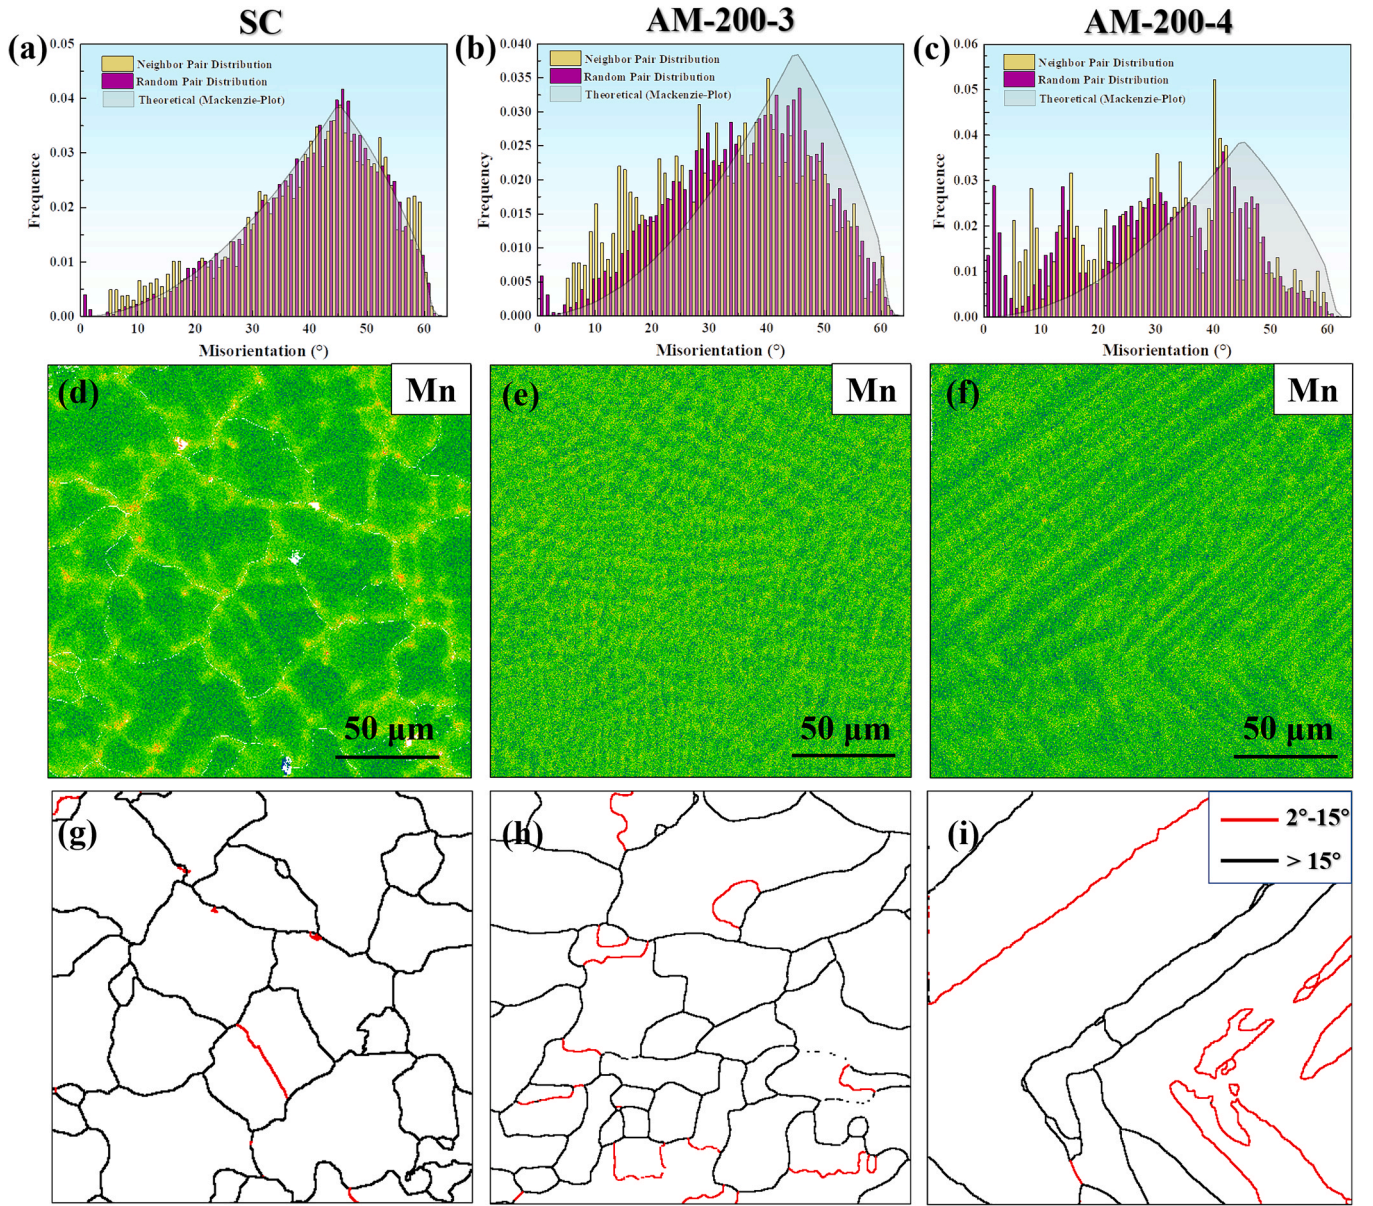 SC
AM-200-3
AM-200-4
(a)
0.05
0.04
0.03
0.02
0.01
0.00
Frequence
Neighbor Pair Distribution
Random Pair Distribution
Theoretical (Mackenzie-Plot)
0 10 20 30 40 50 60
Misorientation (°)
(b)
0.040
0.035
0.030
0.025
0.020
0.015
0.010
0.005
0.000
Frequency
Neighbor Pair Distribution
Random Pair Distribution
Theoretical (Mackenzie-Plot)
0 10 20 30 40 50 60
Misorientation (°)
(c)
0.06
0.05
0.04
0.03
0.02
0.01
0.00
Frequence
Neighbor Pair Distribution
Random Pair Distribution
Theoretical (Mackenzie-Plot)
0 10 20 30 40 50 60
Misorientation (°)
(d)
Mn
50 μm
(e)
Mn
50 μm
(f)
Mn
50 μm
(g)
(h)
(i)
2°-15°
> 15°